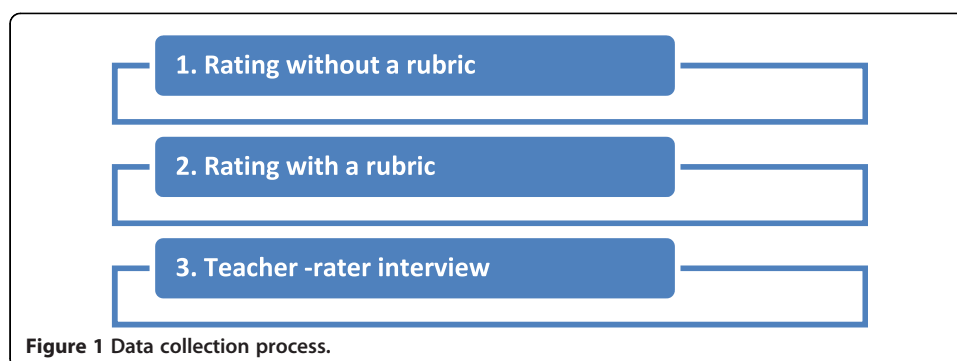 1. Rating without a rubric
2. Rating with a rubric
3. Teacher -rater interview
Figure 1 Data collection process.